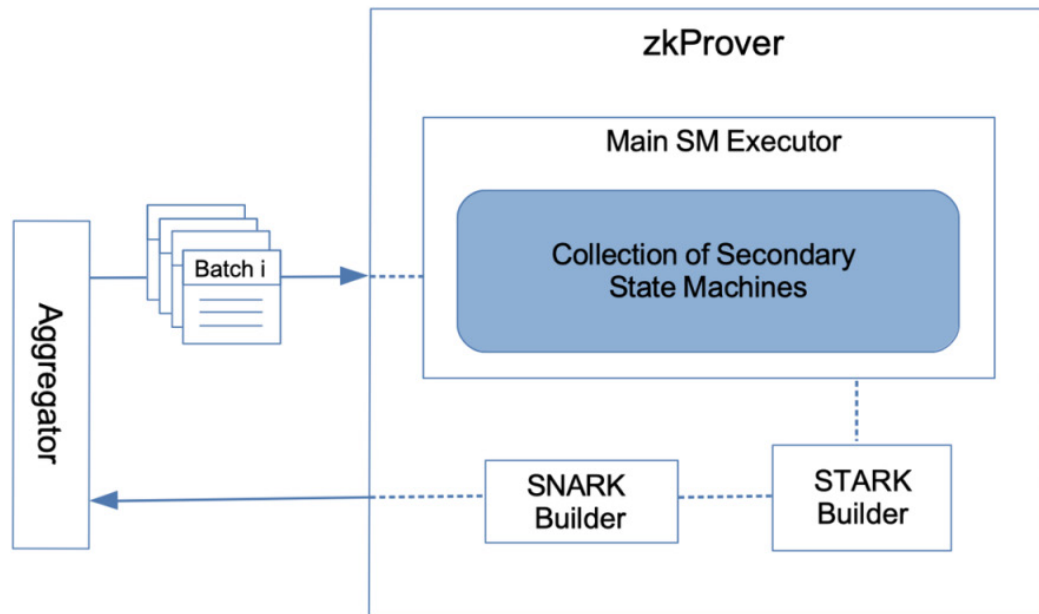 zkProver
Main SM Executor
Collection of Secondary
State Machines
Batch i
Aggregator
SNARK
Builder
STARK
Builder